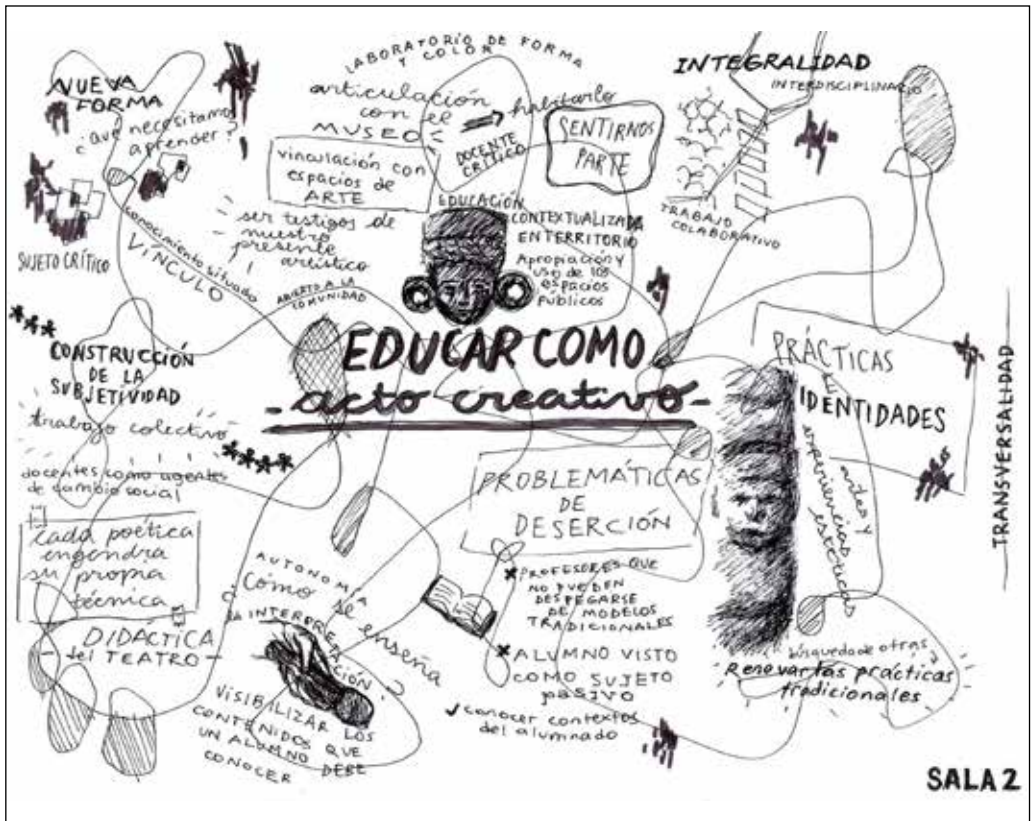 NUEVA
FORMA
¿qué necesitamos
aprender?
SUJETO CRÍTICO
conocimiento situado
VÍNCULO
LABORATORIO DE FORMA
Y COLOR
articulación
con el
MUSEO
habitarlo
DOCENTE
CRÍTICO
vinculación con
espacios de
ARTE
SENTIRNOS
PARTE
ser testigos de
nuestro
presente
artístico
ABIERTO A LA
COMUNIDAD
EDUCACIÓN
CONTEXTUALIZADA
EN TERRITORIO
Apropiación y
uso de los
espacios
públicos
INTEGRALIDAD
INTERDISCIPLINARIO
TRABAJO
COLABORATIVO
EDUCAR COMO
- acto creativo -
CONSTRUCCIÓN
DE LA
SUBJETIVIDAD
trabajo colectivo
docentes como agentes
de cambio social
cada poética
engendra
su propia
técnica
DIDÁCTICA
del TEATRO
AUTONOMÍA
¿Cómo se enseña
la INTERPRETACIÓN?
VISIBILIZAR LOS
CONTENIDOS QUE
UN ALUMNO DEBE
CONOCER
PROBLEMÁTICAS
DE
DESERCIÓN
x PROFESORES QUE
NO PUEDEN
DESPEGARSE
DE MODELOS
TRADICIONALES
x ALUMNO VISTO
COMO SUJETO
pasivo
✓ conocer contextos
del alumnado
PRÁCTICAS
IDENTIDADES
experiencias
estéticas
TRANSVERSALIDAD
búsqueda de otras
Renovar las prácticas
tradicionales
SALA 2